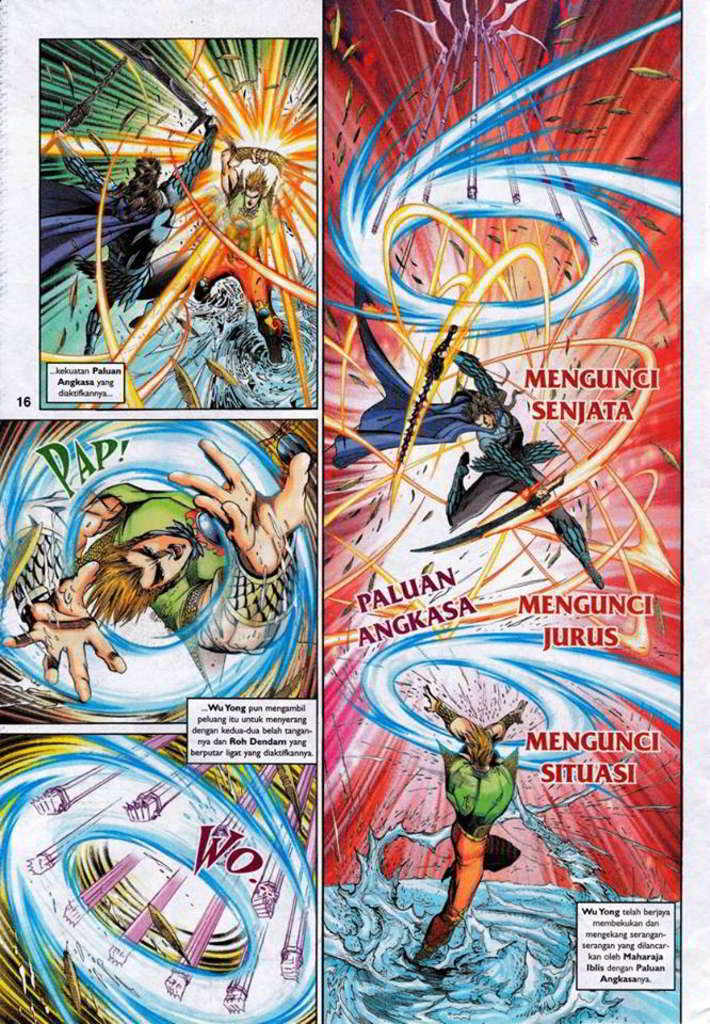 ...kekuatan Paluan
Angkasa yang
diaktifkannya...
16
PAP!
...Wu Yong pun mengambil
peluang itu untuk menyerang
dengan kedua-dua belah tangan-
nya dan Roh Dendam yang
berputar ligat yang diaktifkannya.
WO
MENGUNCI
SENJATA
PALUAN
ANGKASA
MENGUNCI
JURUS
MENGUNCI
SITUASI
Wu Yong telah berjaya
membekukan dan
mengekang serangan-
serangan yang dilancar-
kan oleh Maharaja
Iblis dengan Paluan
Angkasanya.